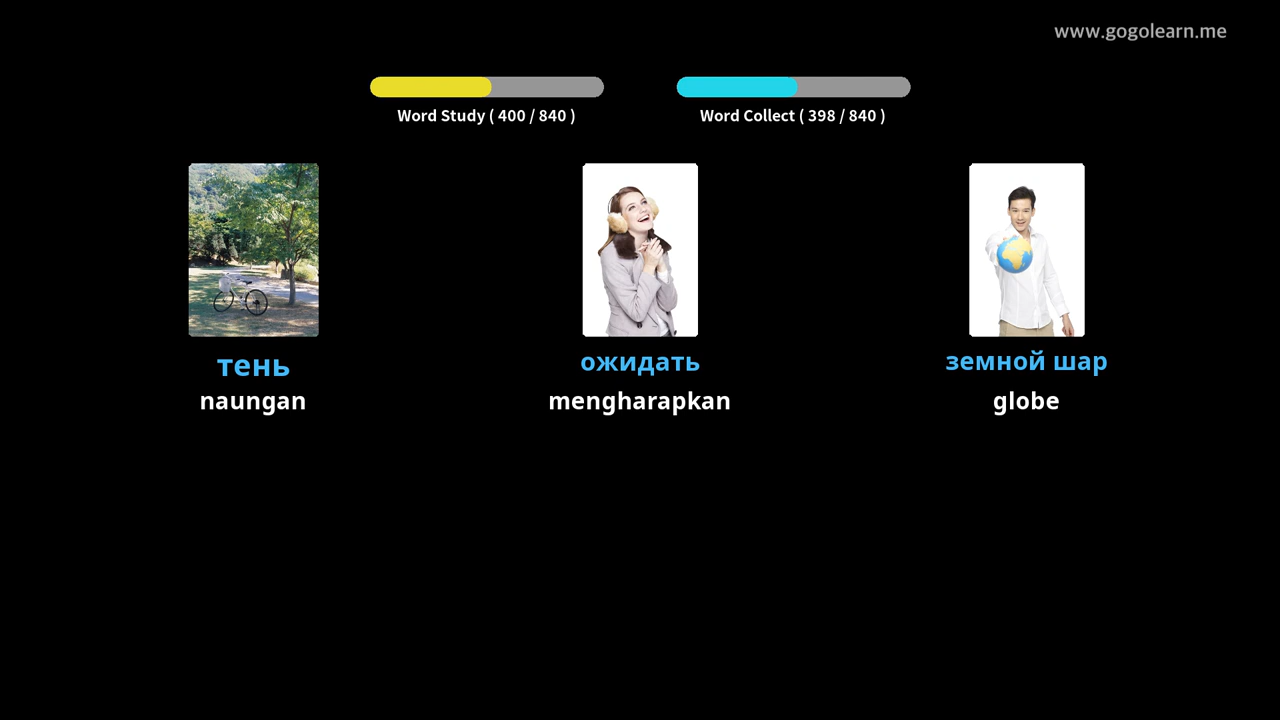 www.gogolearn.me
Word Study ( 400 / 840 )
Word Collect ( 398 / 840 )
тень
ожидать
земной шар
naungan
mengharapkan
globe